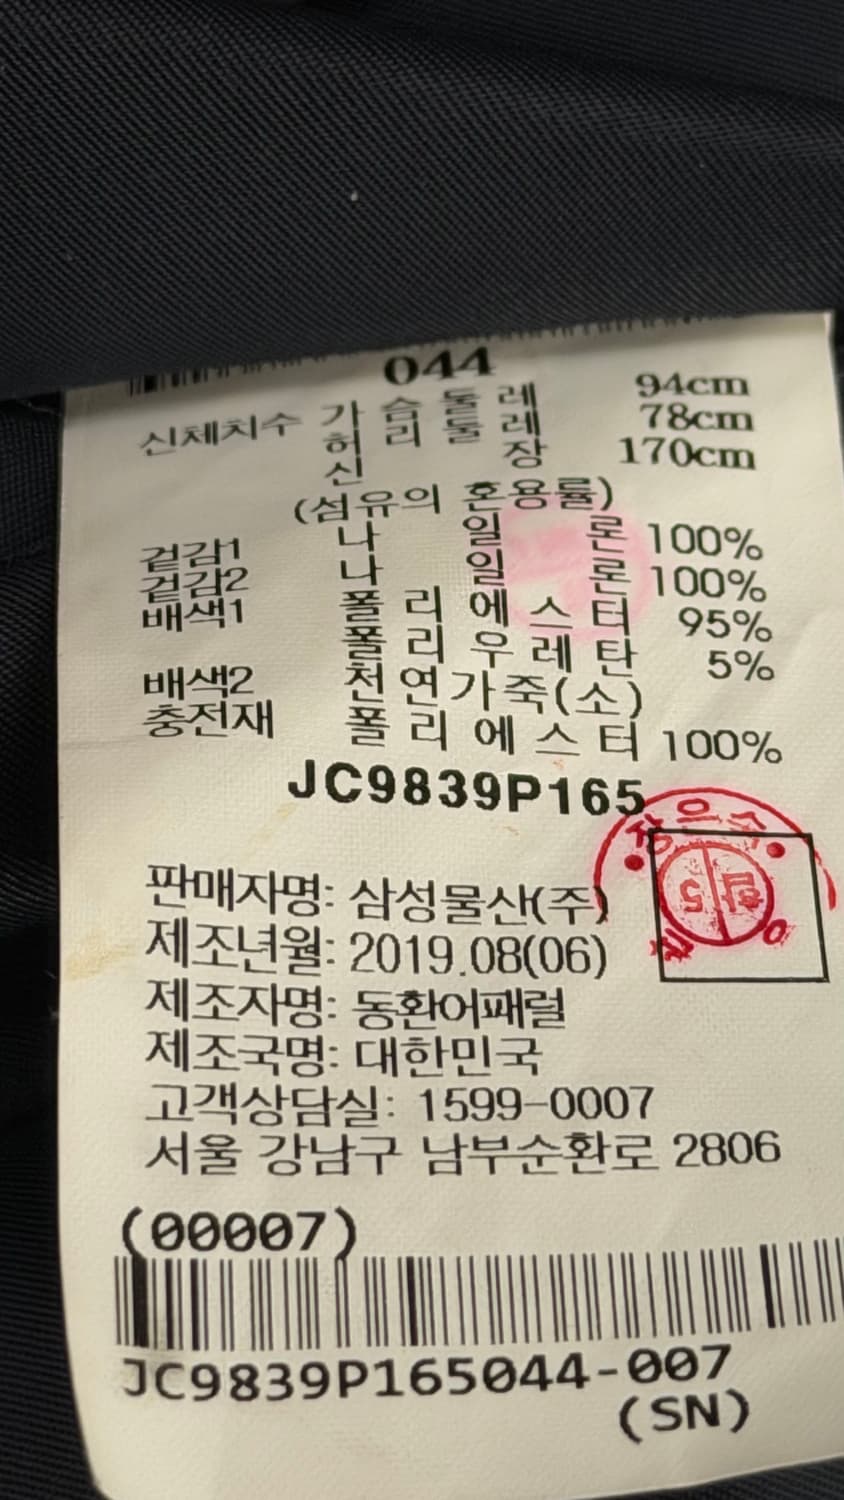 044
신체치수 가슴둘레 94cm
허리둘레 78cm
신장 170cm
(섬유의 혼용률)
겉감1 나일론 100%
겉감2 나일론 100%
배색1 폴리에스터 95%
폴리우레탄 5%
배색2 천연가죽(소)
충전재 폴리에스터 100%
JC9839P165
판매자명: 삼성물산(주)
제조년월: 2019.08(06)
제조자명: 동환어패럴
제조국명: 대한민국
고객상담실: 1599-0007
서울 강남구 남부순환로 2806
(00007)
JC9839P165044-007
(SN)
합
5